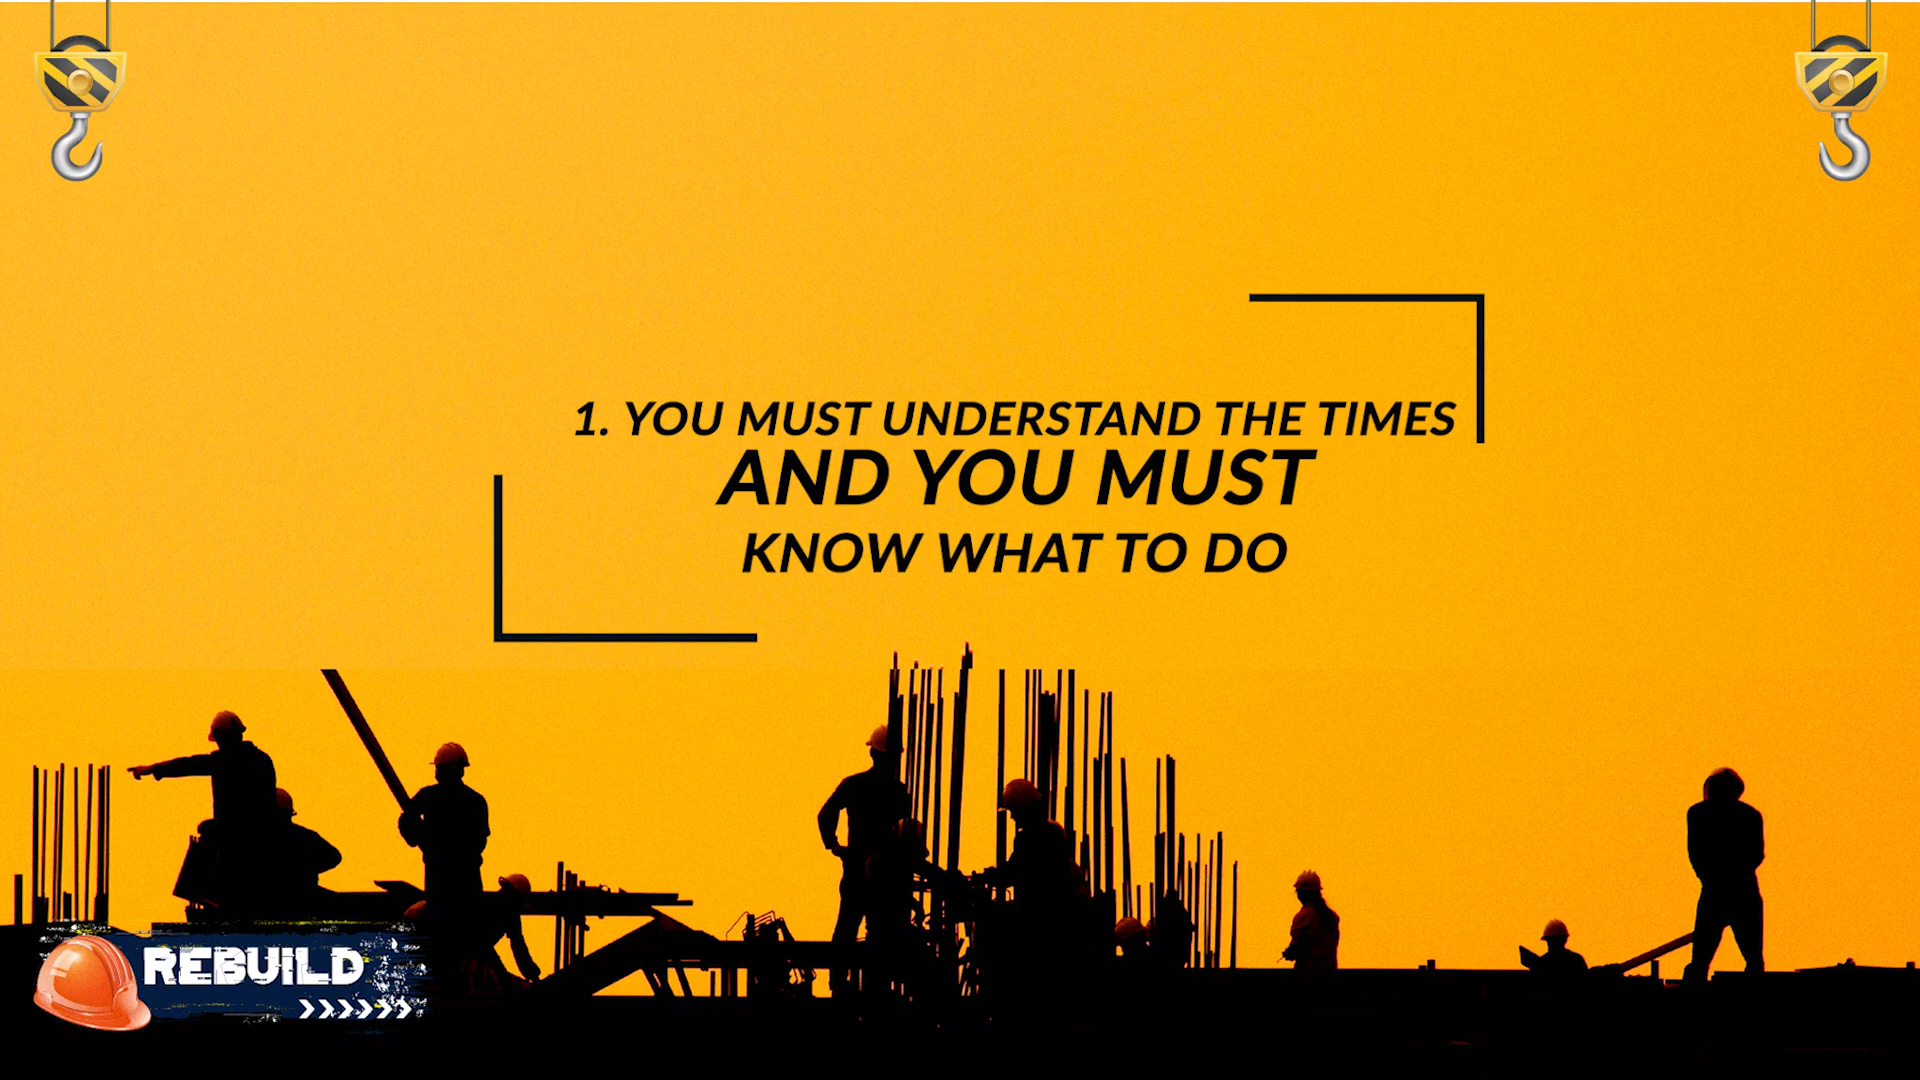 1. YOU MUST UNDERSTAND THE TIMES
AND YOU MUST
KNOW WHAT TO DO
REBUILD